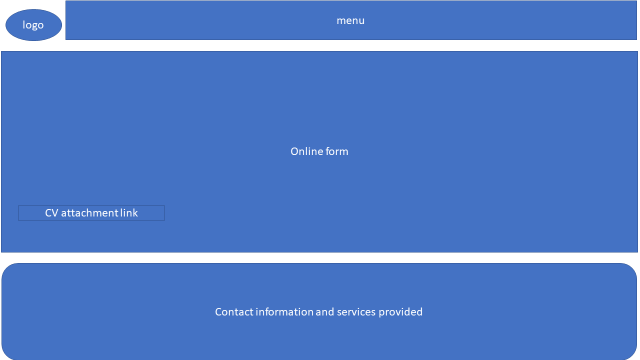 logo
menu
Online form
CV attachment link
Contact information and services provided